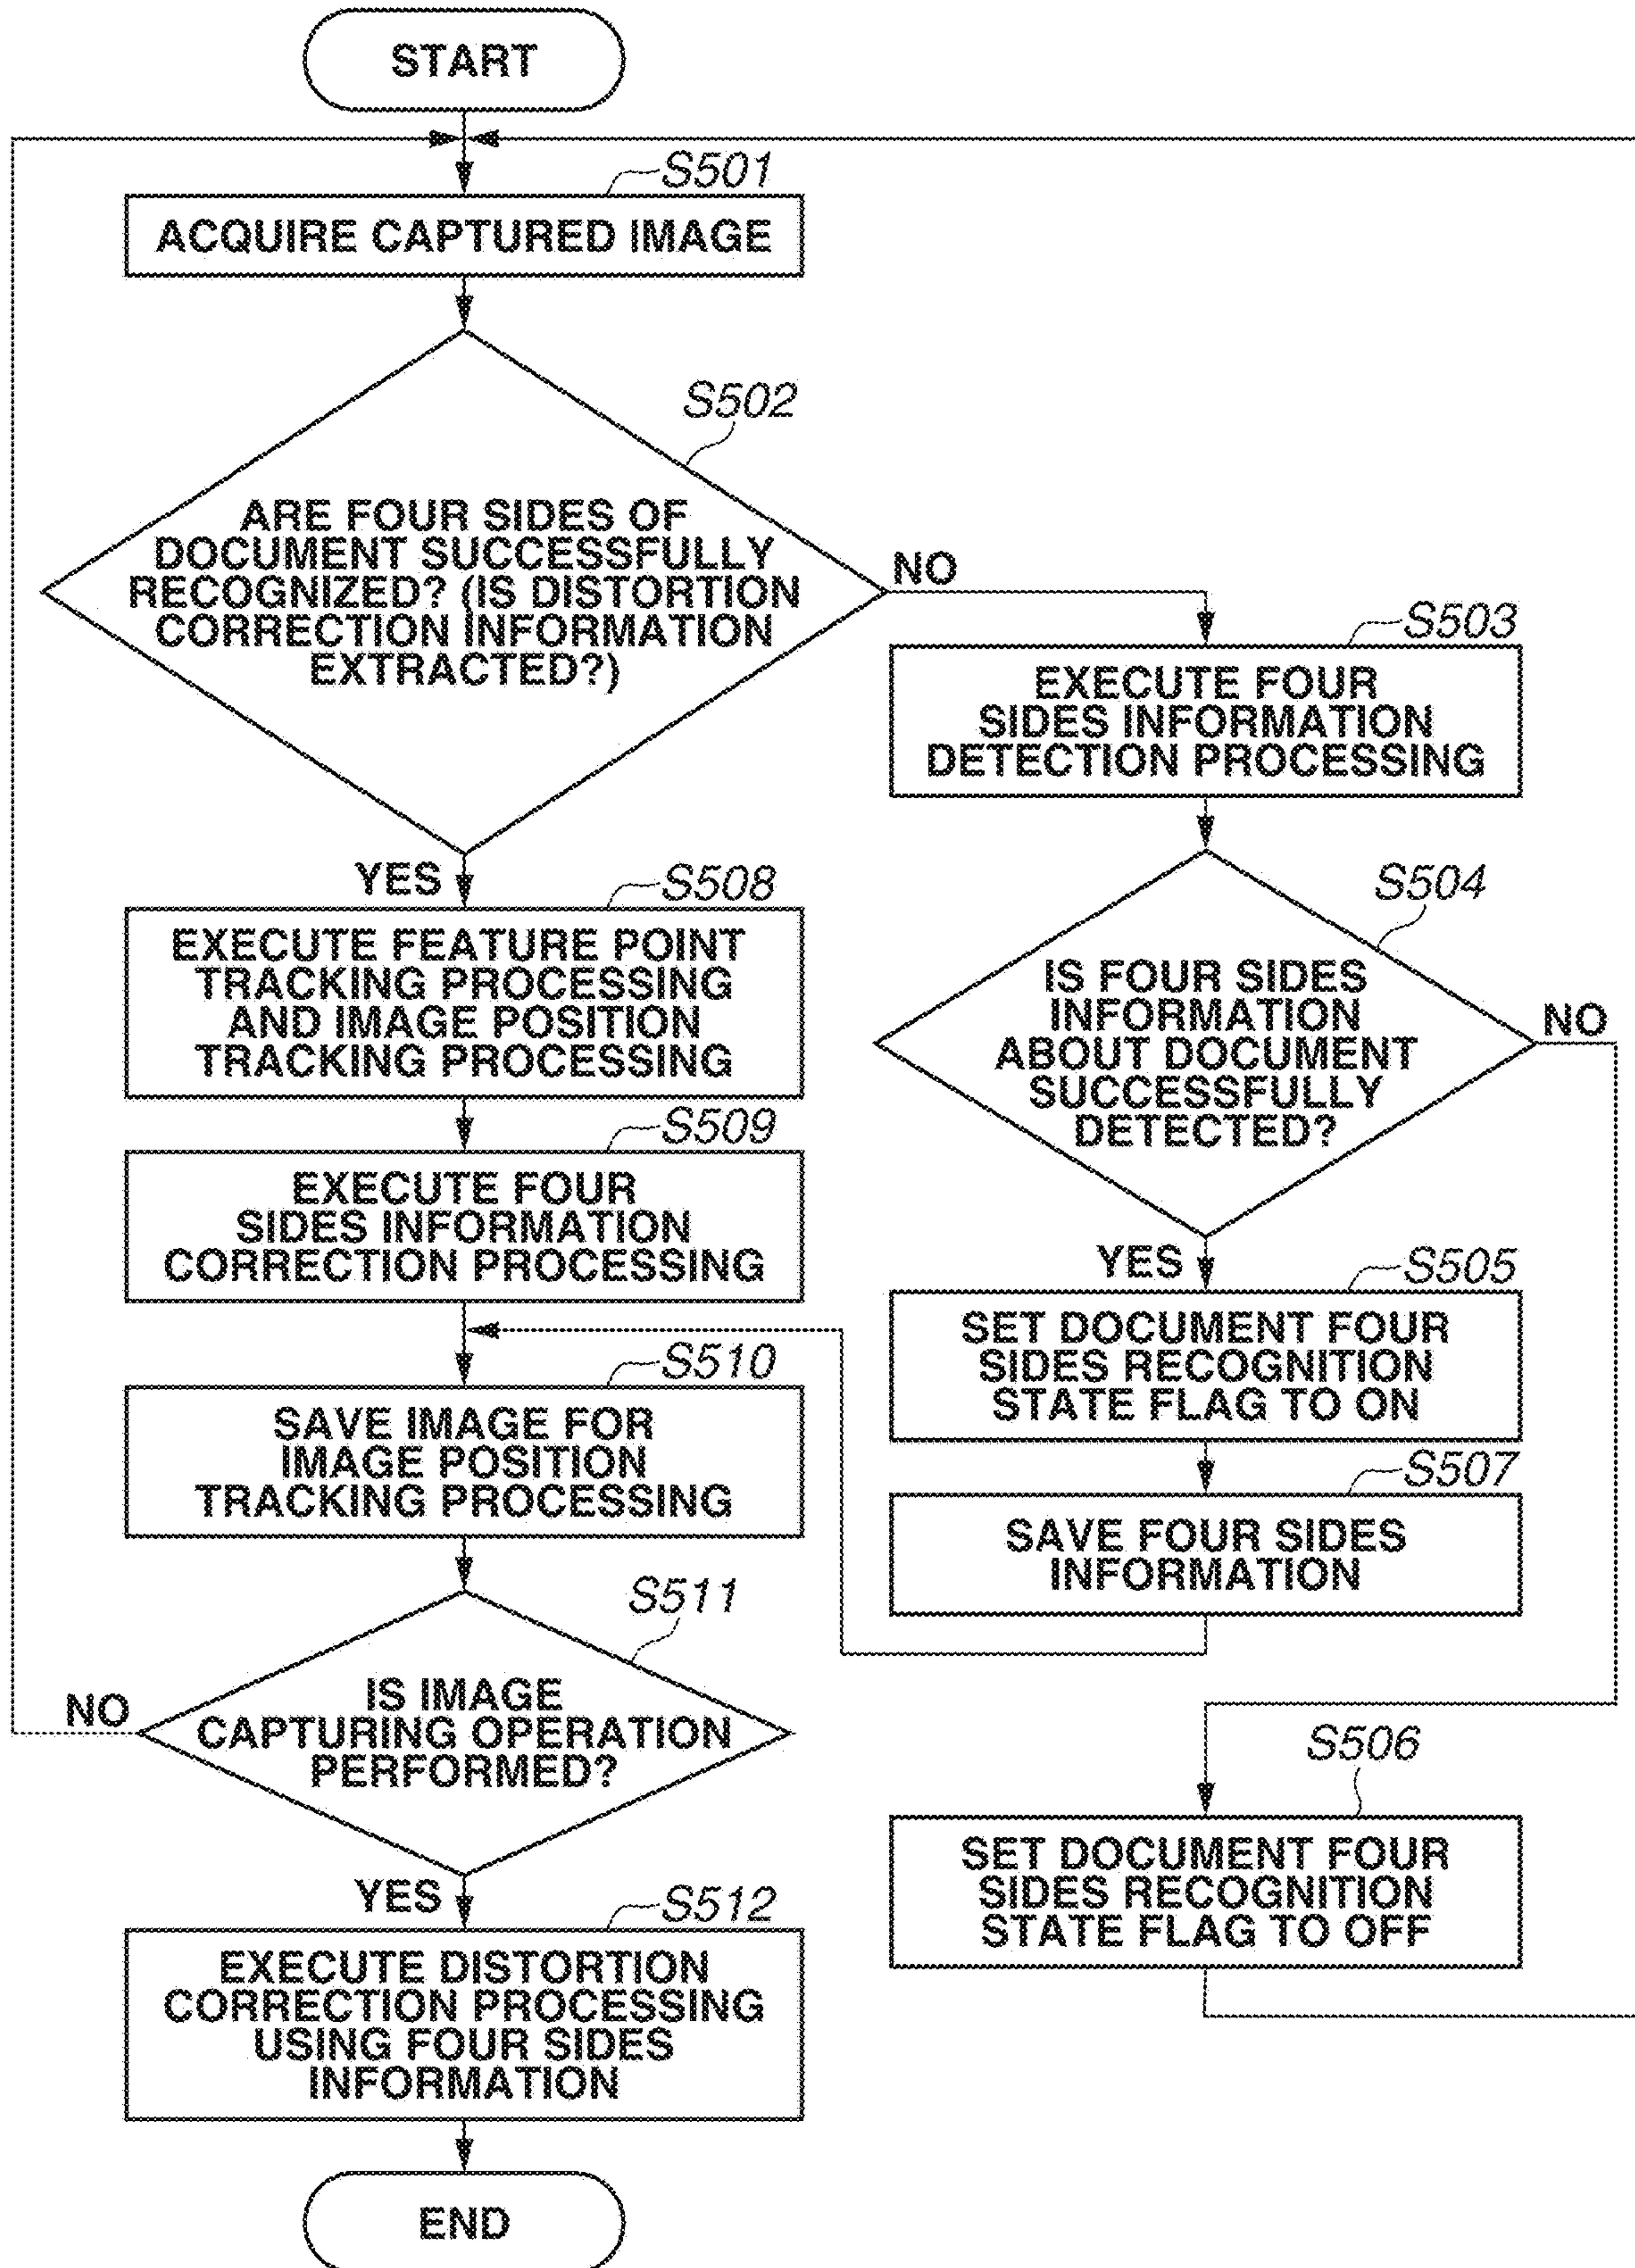 START
S501
ACQUIRE CAPTURED IMAGE
S502
ARE FOUR SIDES OF
DOCUMENT SUCCESSFULLY
RECOGNIZED? (IS DISTORTION
CORRECTION INFORMATION
EXTRACTED?)
NO
S503
EXECUTE FOUR
SIDES INFORMATION
DETECTION PROCESSING
S504
IS FOUR SIDES
INFORMATION
ABOUT DOCUMENT
SUCCESSFULLY
DETECTED?
NO
YES
S505
SET DOCUMENT FOUR
SIDES RECOGNITION
STATE FLAG TO ON
S507
SAVE FOUR SIDES
INFORMATION
S506
SET DOCUMENT FOUR
SIDES RECOGNITION
STATE FLAG TO OFF
YES
S508
EXECUTE FEATURE POINT
TRACKING PROCESSING
AND IMAGE POSITION
TRACKING PROCESSING
S509
EXECUTE FOUR
SIDES INFORMATION
CORRECTION PROCESSING
S510
SAVE IMAGE FOR
IMAGE POSITION
TRACKING PROCESSING
S511
IS IMAGE
CAPTURING OPERATION
PERFORMED?
NO
YES
S512
EXECUTE DISTORTION
CORRECTION PROCESSING
USING FOUR SIDES
INFORMATION
END